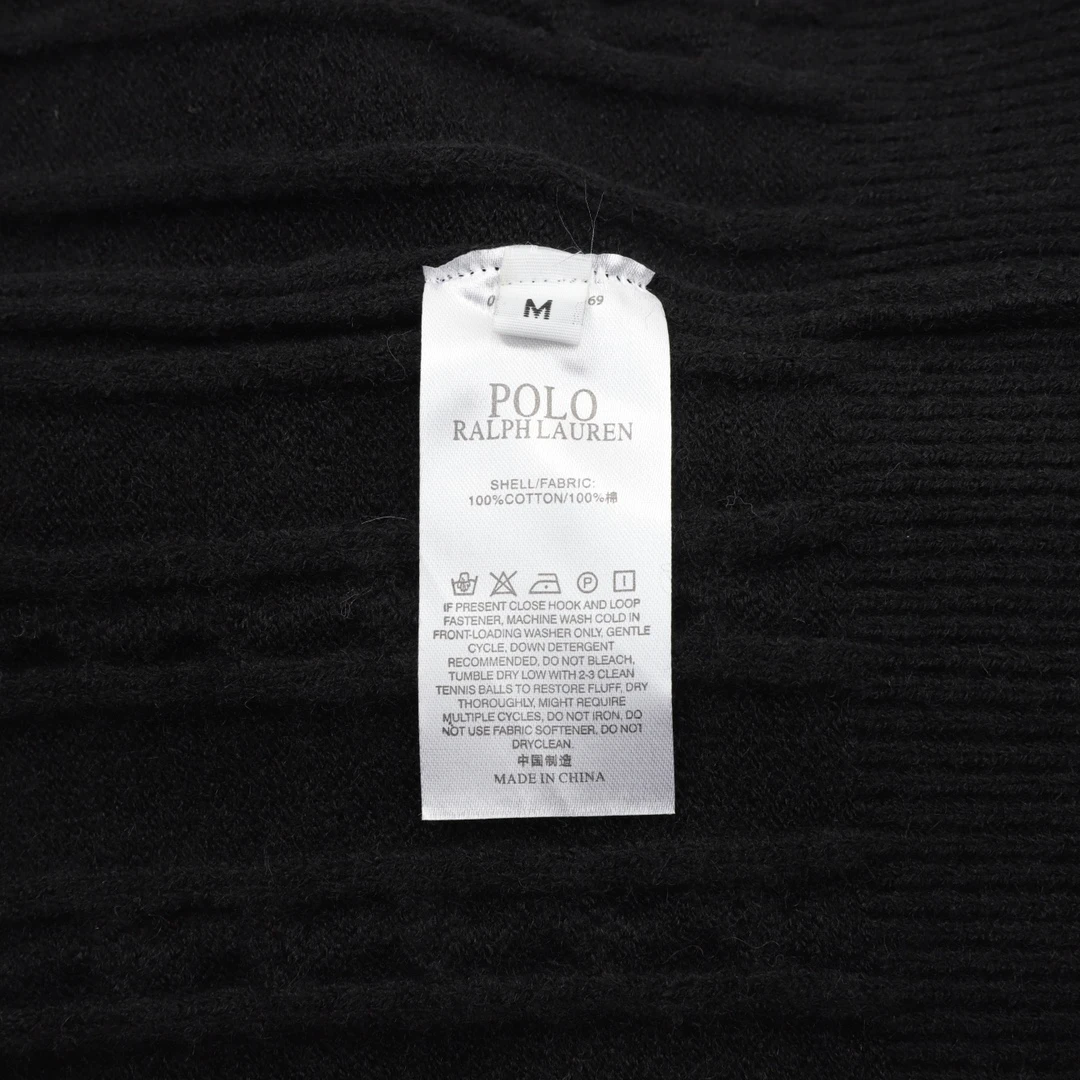 M
69
POLO
RALPH LAUREN
SHELL/FABRIC:
100%COTTON/100%棉
P
IF PRESENT CLOSE HOOK AND LOOP
FASTENER, MACHINE WASH COLD IN
FRONT-LOADING WASHER ONLY, GENTLE
CYCLE, DOWN DETERGENT
RECOMMENDED, DO NOT BLEACH,
TUMBLE DRY LOW WITH 2-3 CLEAN
TENNIS BALLS TO RESTORE FLUFF, DRY
THOROUGHLY, MIGHT REQUIRE
MULTIPLE CYCLES, DO NOT IRON, DO
NOT USE FABRIC SOFTENER, DO NOT
DRYCLEAN.
中国制造
MADE IN CHINA